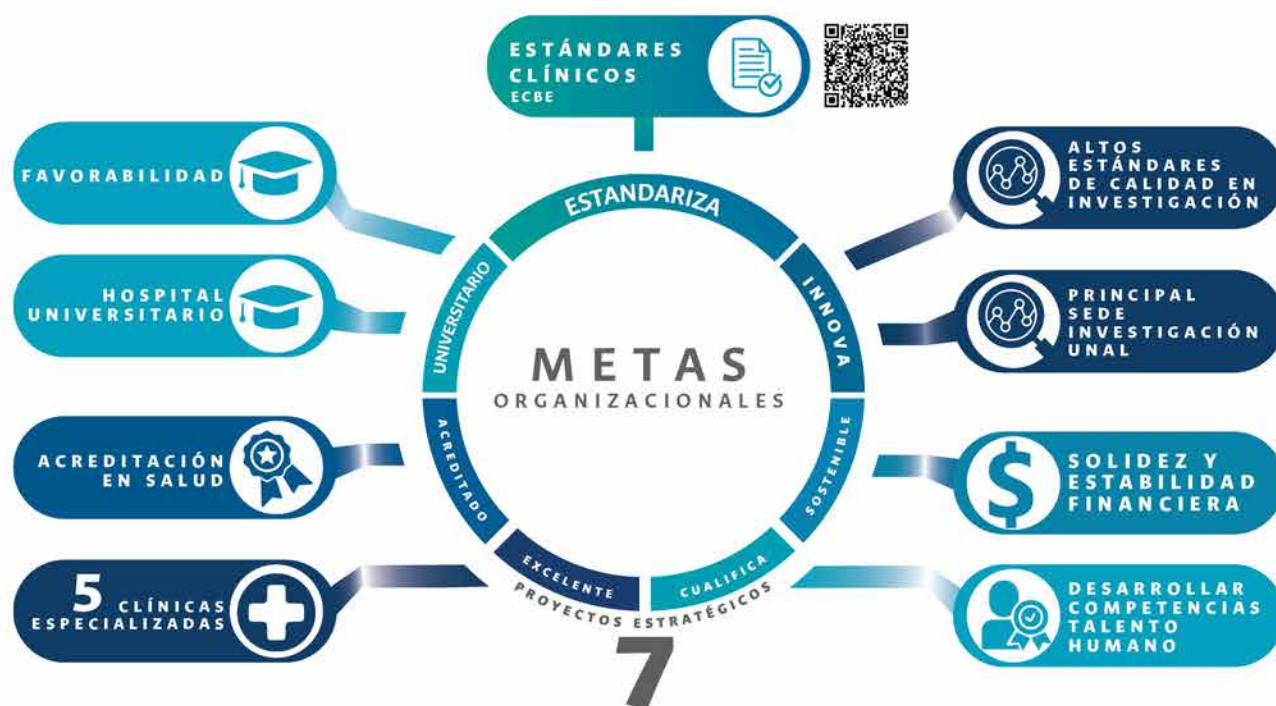 ESTÁNDARES
CLÍNICOS
ECBE
FAVORABILIDAD
HOSPITAL
UNIVERSITARIO
ACREDITACIÓN
EN SALUD
5 CLÍNICAS
ESPECIALIZADAS
ESTANDARIZA
UNIVERSITARIO
INNOVA
METAS
ORGANIZACIONALES
ACREDITADO
SOSTENIBLE
EXCELENTE
CUALIFICA
PROYECTOS ESTRATÉGICOS
7
ALTOS
ESTÁNDARES
DE CALIDAD EN
INVESTIGACIÓN
PRINCIPAL
SEDE
INVESTIGACIÓN
UNAL
$
SOLIDEZ Y
ESTABILIDAD
FINANCIERA
DESARROLLAR
COMPETENCIAS
TALENTO
HUMANO